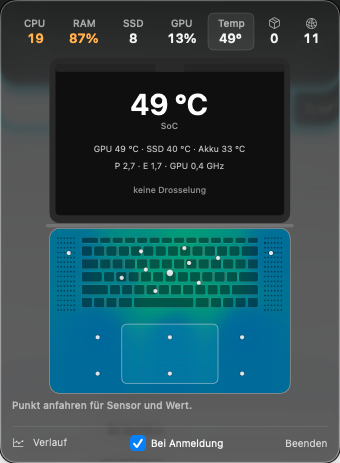 CPU RAM SSD GPU Temp
19 87% 8 13% 49° 0 11
49 °C
SoC
GPU 49 °C · SSD 40 °C · Akku 33 °C
P 2,7 · E 1,7 · GPU 0,4 GHz
keine Drosselung
Punkt anfahren für Sensor und Wert.
Verlauf Bei Anmeldung Beenden